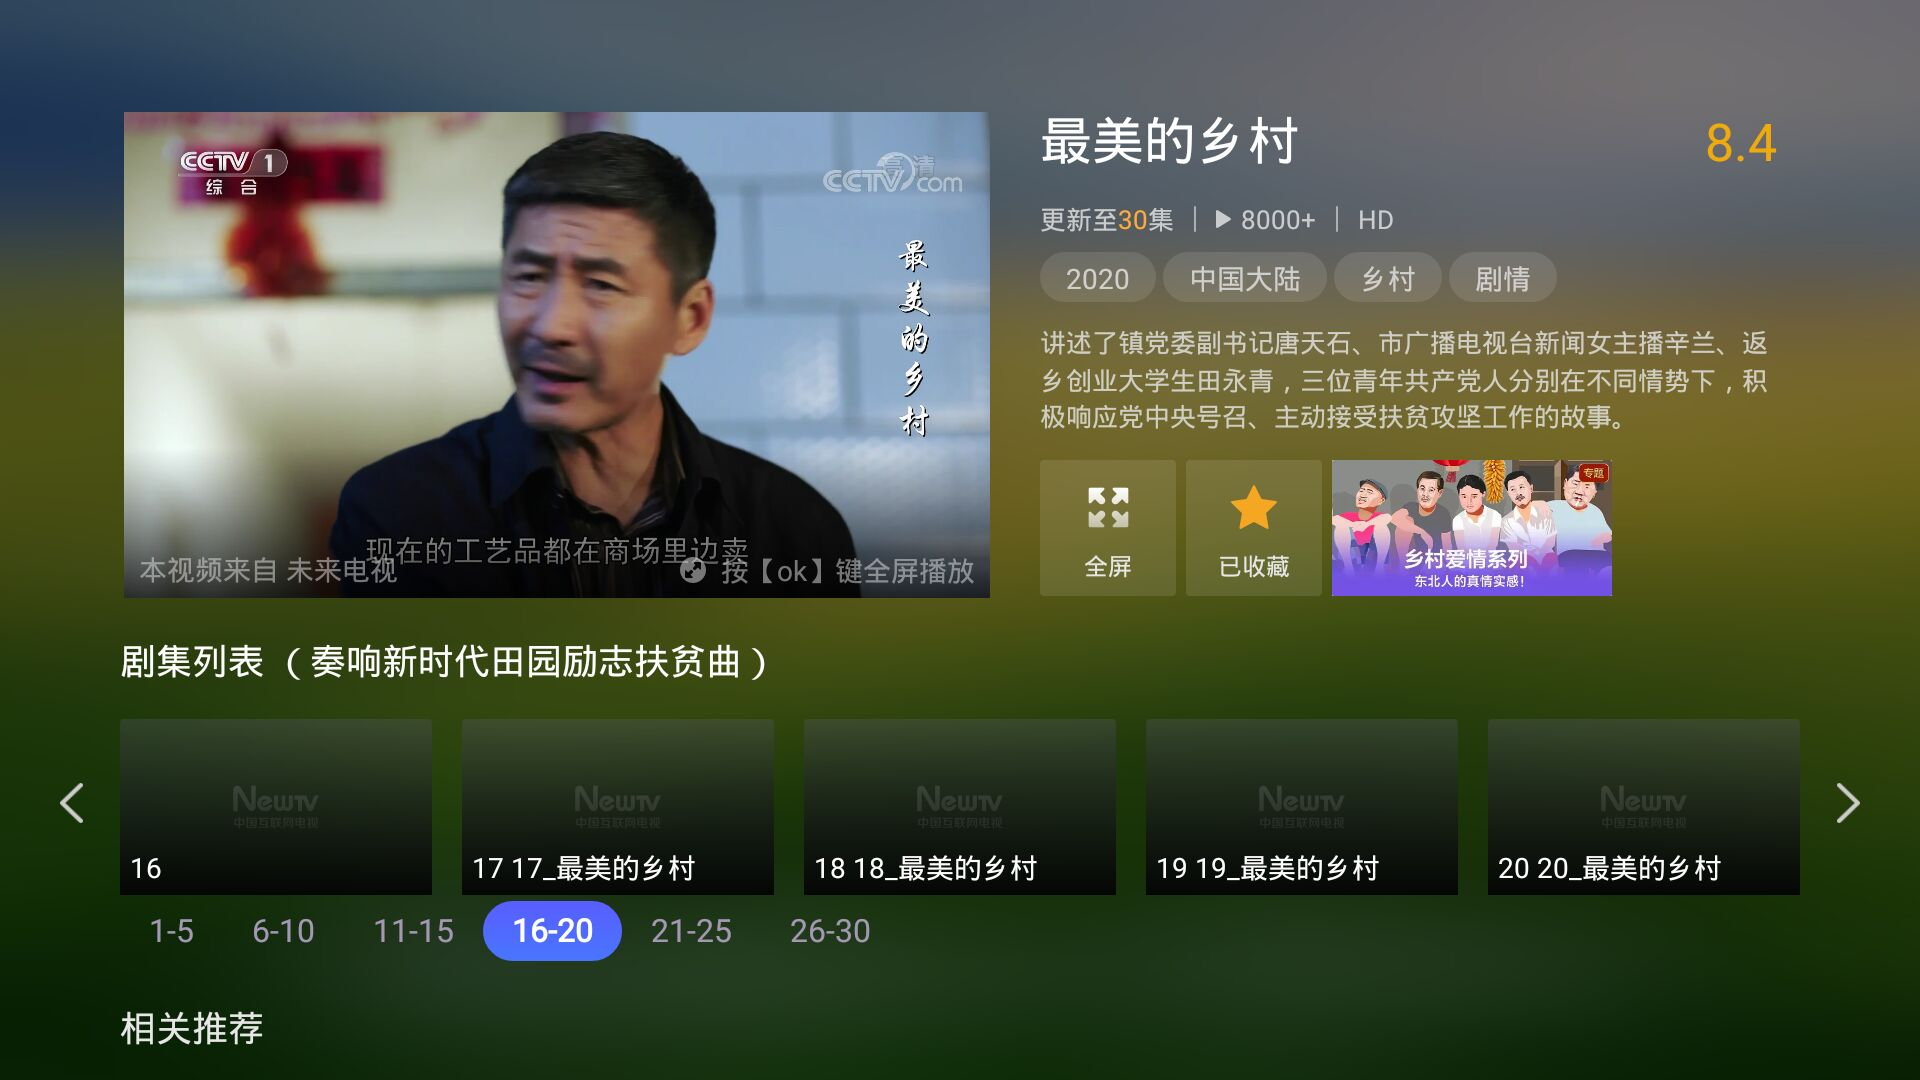 CCTV 1
综合
高清
CCTV.com
最美的乡村
现在的工艺品都在商场里边卖
本视频来自 未来电视
按【ok】键全屏播放
最美的乡村
8.4
更新至30集
8000+
HD
2020
中国大陆
乡村
剧情
讲述了镇党委副书记唐天石、市广播电视台新闻女主播辛兰、返
乡创业大学生田永青，三位青年共产党人分别在不同情势下，积
极响应党中央号召、主动接受扶贫攻坚工作的故事。
全屏
已收藏
专题
乡村爱情系列
东北人的真情实感！
剧集列表 （奏响新时代田园励志扶贫曲）
NewTV
中国互联网电视
16
NewTV
中国互联网电视
17 17_最美的乡村
NewTV
中国互联网电视
18 18_最美的乡村
NewTV
中国互联网电视
19 19_最美的乡村
NewTV
中国互联网电视
20 20_最美的乡村
1-5
6-10
11-15
16-20
21-25
26-30
相关推荐